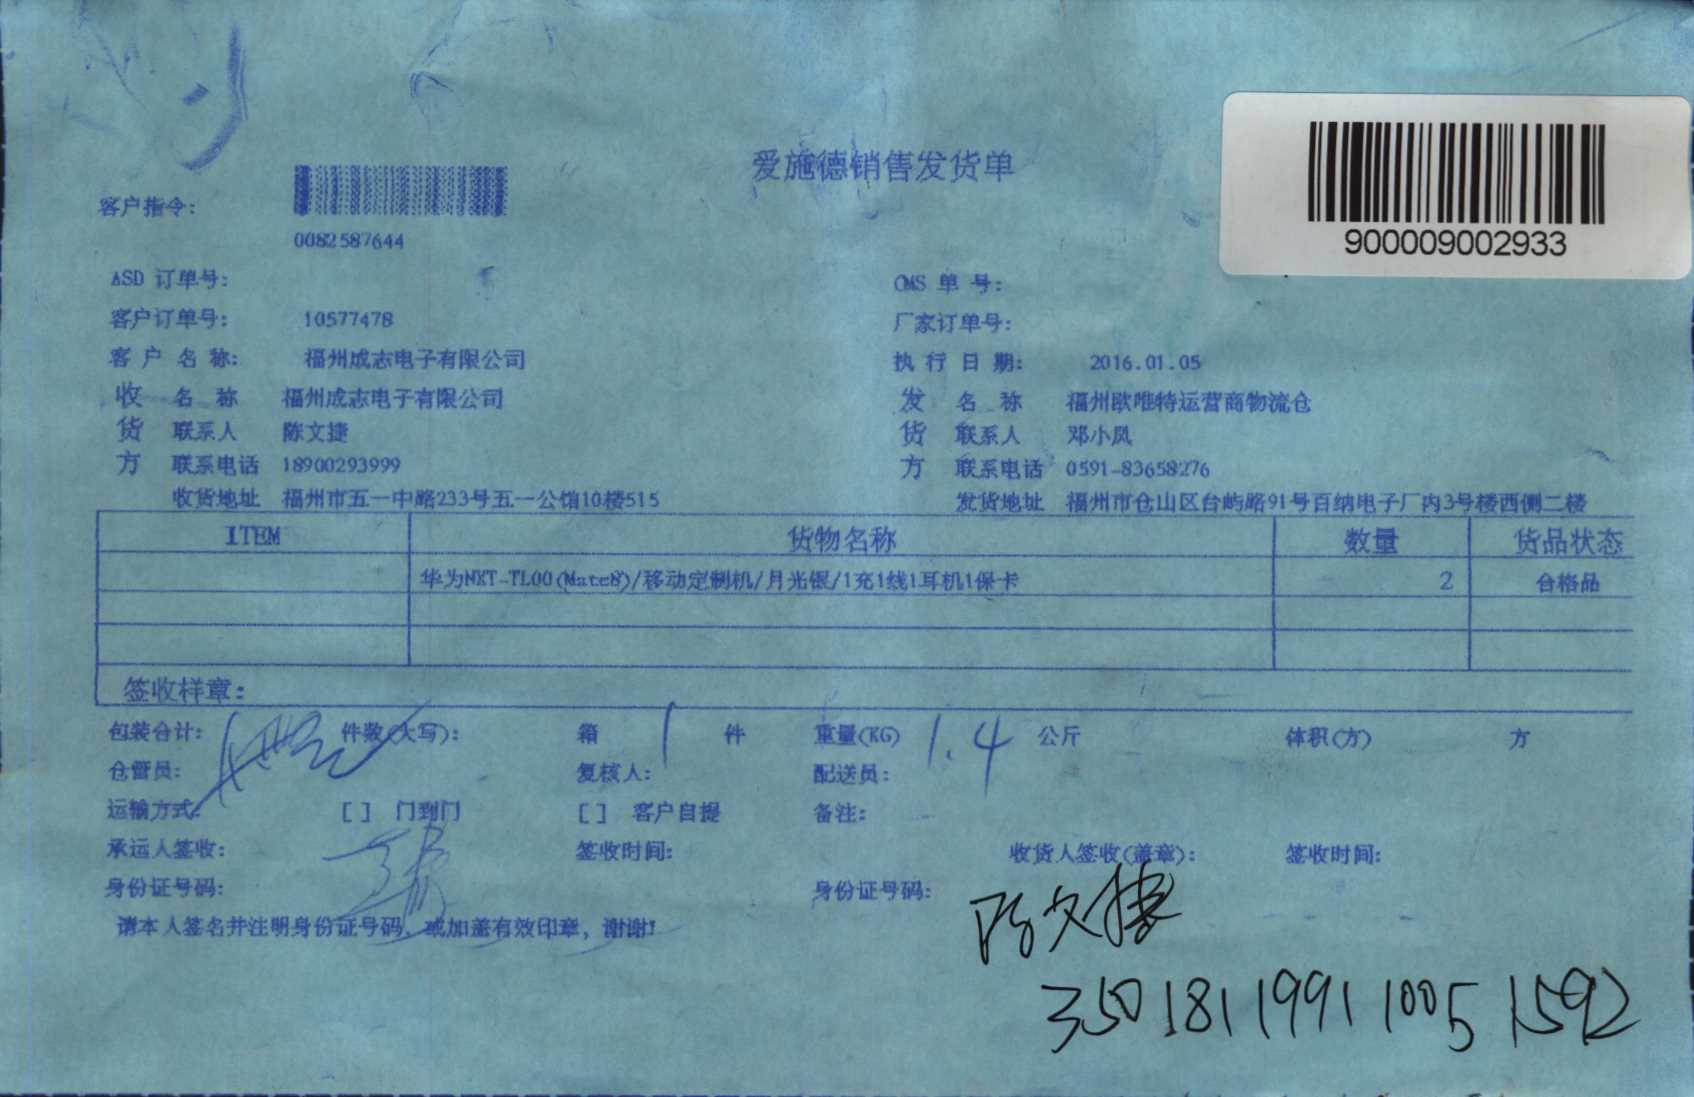 爱施德销售发货单
900009002933
客户指令:
0082587644
ASD 订单号:
CMS 单 号:
客户订单号: 10577478
厂家订单号:
客 户 名 称: 福州成志电子有限公司
执 行 日 期: 2016.01.05
收 名 称 福州成志电子有限公司
发 名 称 福州欧唯特运营商物流仓
货 联系人 陈文捷
货 联系人 邓小凤
方 联系电话 18900293999
方 联系电话 0591-83658276
收货地址 福州市五一中路233号五一公馆10楼515
发货地址 福州市仓山区台屿路91号百纳电子厂内3号楼西侧二楼
ITEM 货物名称 数量 货品状态
华为NXT-TL00(Mate8)/移动定制机/月光银/1充1线1耳机1保卡 2 合格品
签收样章:
包装合计: 件数(大写): 箱 1 件 重量(KG) 1.4 公斤 体积(方) 方
仓管员: 复核人: 配送员:
运输方式: [ ] 门到门 [ ] 客户自提 备注:
承运人签收: 签收时间: 收货人签收(盖章): 签收时间:
身份证号码: 身份证号码:
陈文捷
请本人签名并注明身份证号码, 或加盖有效印章, 谢谢!
350181199110051592